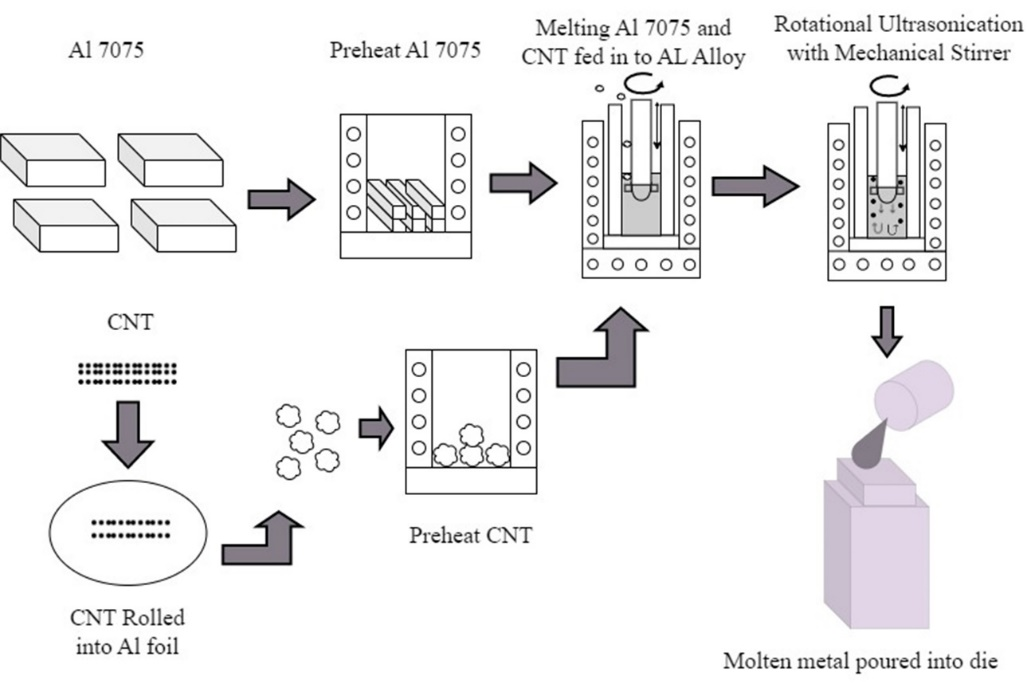 Al 7075
Preheat Al 7075
Melting Al 7075 and
CNT fed in to AL Alloy
Rotational Ultrasonication
with Mechanical Stirrer
CNT
CNT Rolled
into Al foil
Preheat CNT
Molten metal poured into die